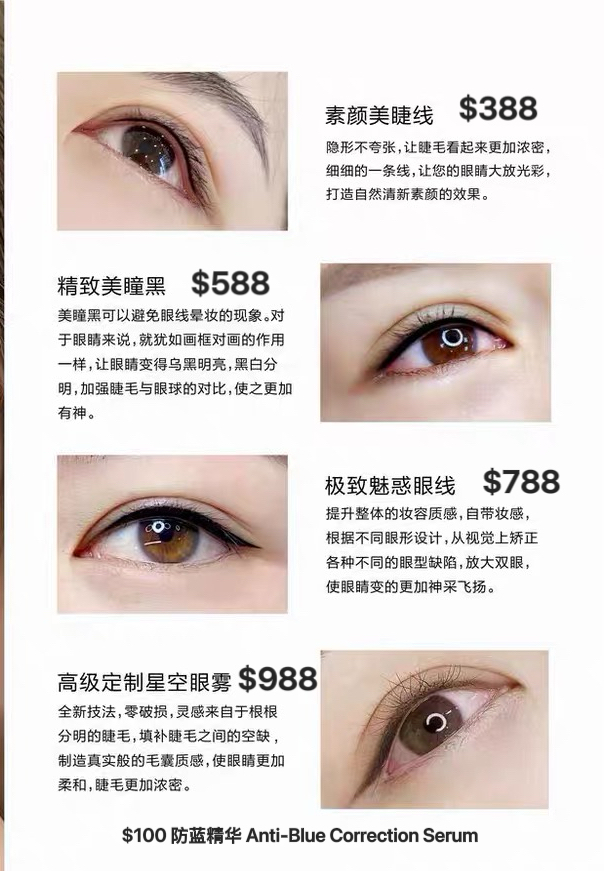 素颜美睫线 $388
隐形不夸张,让睫毛看起来更加浓密,
细细的一条线,让您的眼睛大放光彩,
打造自然清新素颜的效果。
精致美瞳黑 $588
美瞳黑可以避免眼线晕妆的现象。对
于眼睛来说,就犹如画框对画的作用
一样,让眼睛变得乌黑明亮,黑白分
明,加强睫毛与眼球的对比,使之更加
有神。
极致魅惑眼线 $788
提升整体的妆容质感,自带妆感,
根据不同眼形设计,从视觉上矫正
各种不同的眼型缺陷,放大双眼,
使眼睛变的更加神采飞扬。
高级定制星空眼雾 $988
全新技法,零破损,灵感来自于根根
分明的睫毛,填补睫毛之间的空缺,
制造真实般的毛囊质感,使眼睛更加
柔和,睫毛更加浓密。
$100 防蓝精华 Anti-Blue Correction Serum